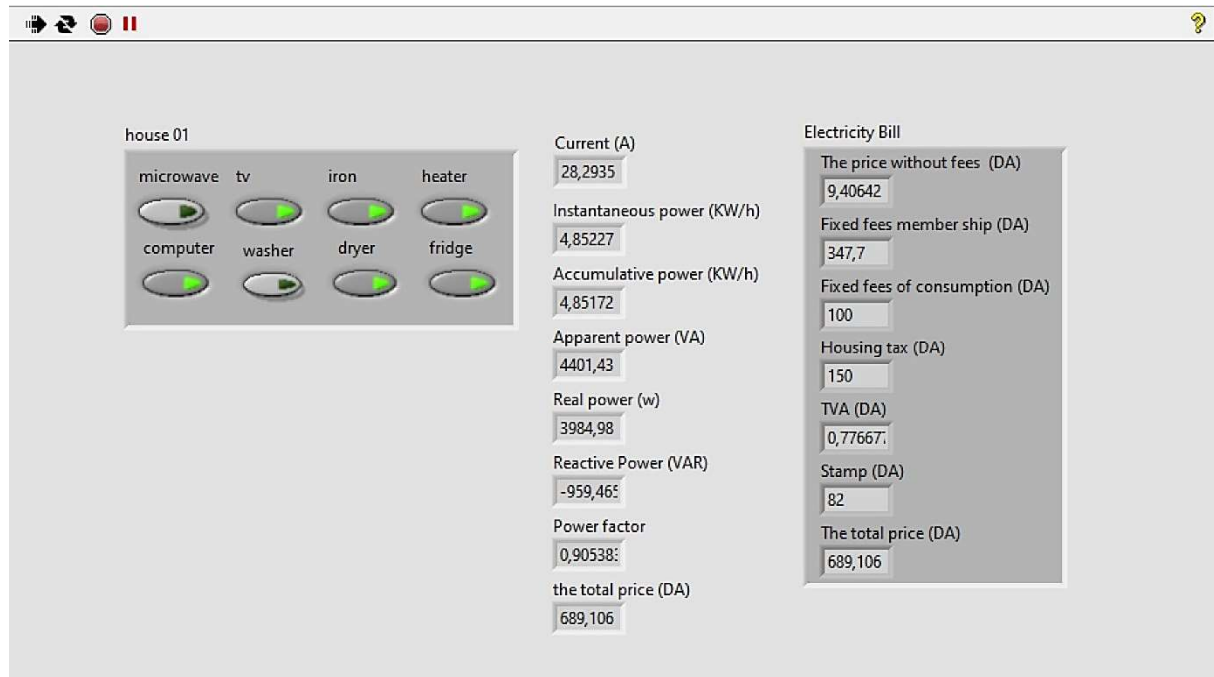 ?
house 01
microwave tv iron heater
computer washer dryer fridge
Current (A)
28,2935
Instantaneous power (KW/h)
4,85227
Accumulative power (KW/h)
4,85172
Apparent power (VA)
4401,43
Real power (w)
3984,98
Reactive Power (VAR)
-959,465
Power factor
0,905383
the total price (DA)
689,106
Electricity Bill
The price without fees (DA)
9,40642
Fixed fees member ship (DA)
347,7
Fixed fees of consumption (DA)
100
Housing tax (DA)
150
TVA (DA)
0,77667
Stamp (DA)
82
The total price (DA)
689,106